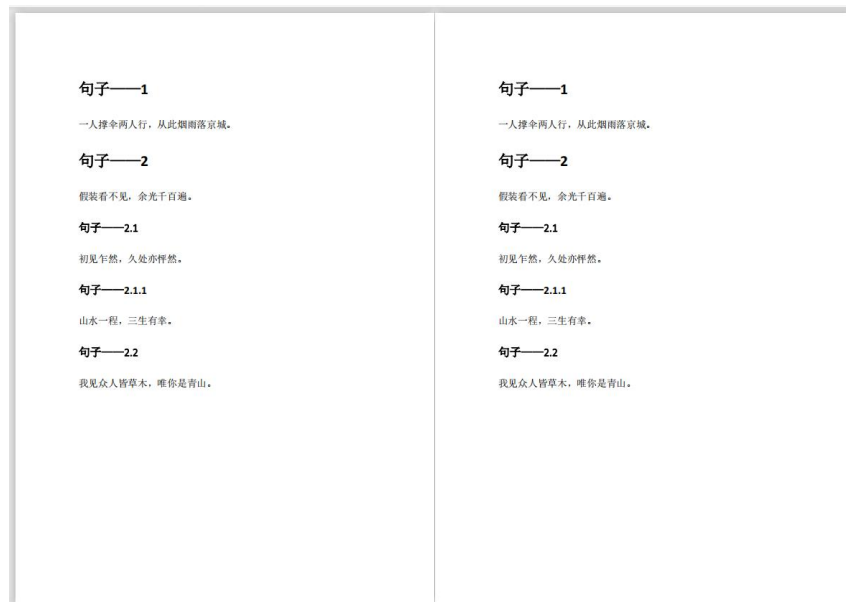 句子——1
一人撑伞两人行，从此烟雨落京城。
句子——2
假装看不见，余光千百遍。
句子——2.1
初见乍然，久处亦怦然。
句子——2.1.1
山水一程，三生有幸。
句子——2.2
我见众人皆草木，唯你是青山。
句子——1
一人撑伞两人行，从此烟雨落京城。
句子——2
假装看不见，余光千百遍。
句子——2.1
初见乍然，久处亦怦然。
句子——2.1.1
山水一程，三生有幸。
句子——2.2
我见众人皆草木，唯你是青山。